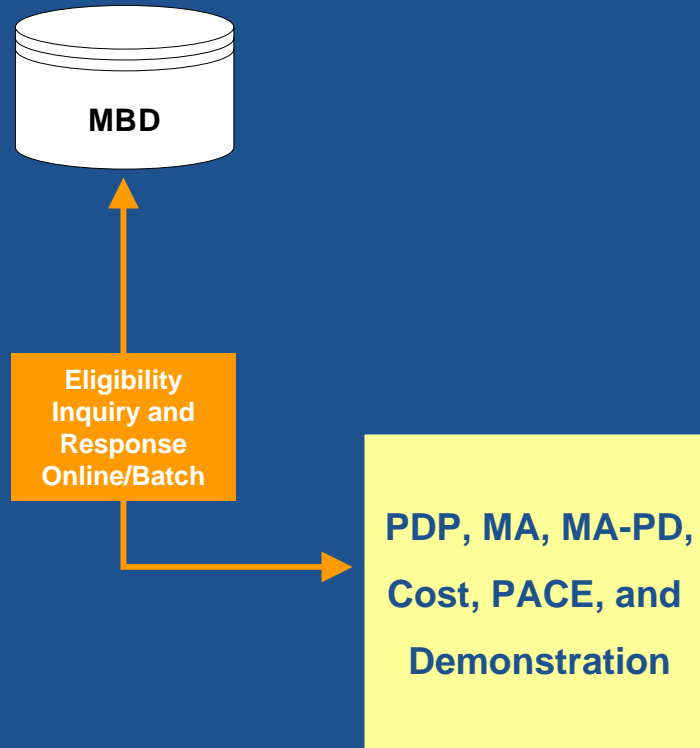 MBD
Eligibility
Inquiry and
Response
Online/Batch
PDP, MA, MA-PD,
Cost, PACE, and
Demonstration